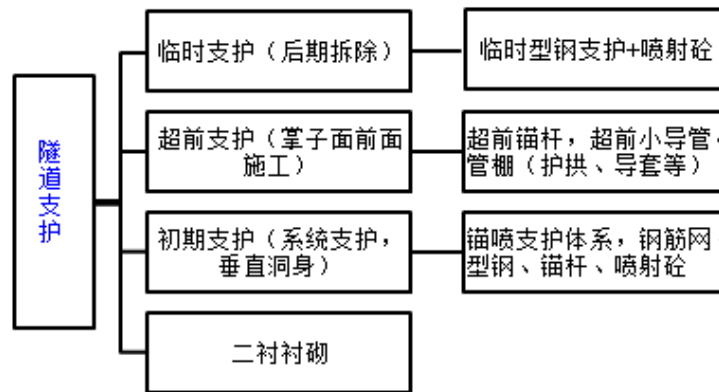 隧
道
支
护
临时支护（后期拆除）
临时型钢支护+喷射砼
超前支护（掌子面前面
施工）
超前锚杆，超前小导管，
管棚（护拱、导套等）
初期支护（系统支护，
垂直洞身）
锚喷支护体系，钢筋网
型钢、锚杆、喷射砼
二衬衬砌